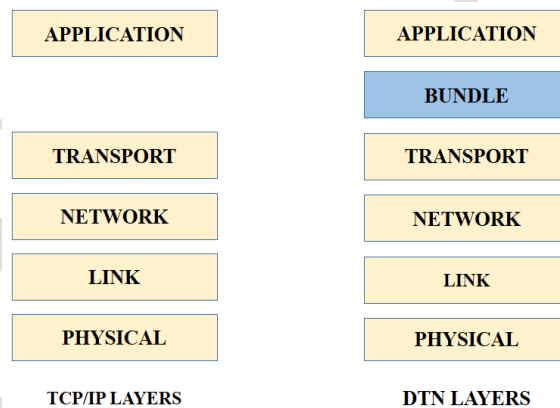 APPLICATION
TRANSPORT
NETWORK
LINK
PHYSICAL
TCP/IP LAYERS
APPLICATION
BUNDLE
TRANSPORT
NETWORK
LINK
PHYSICAL
DTN LAYERS